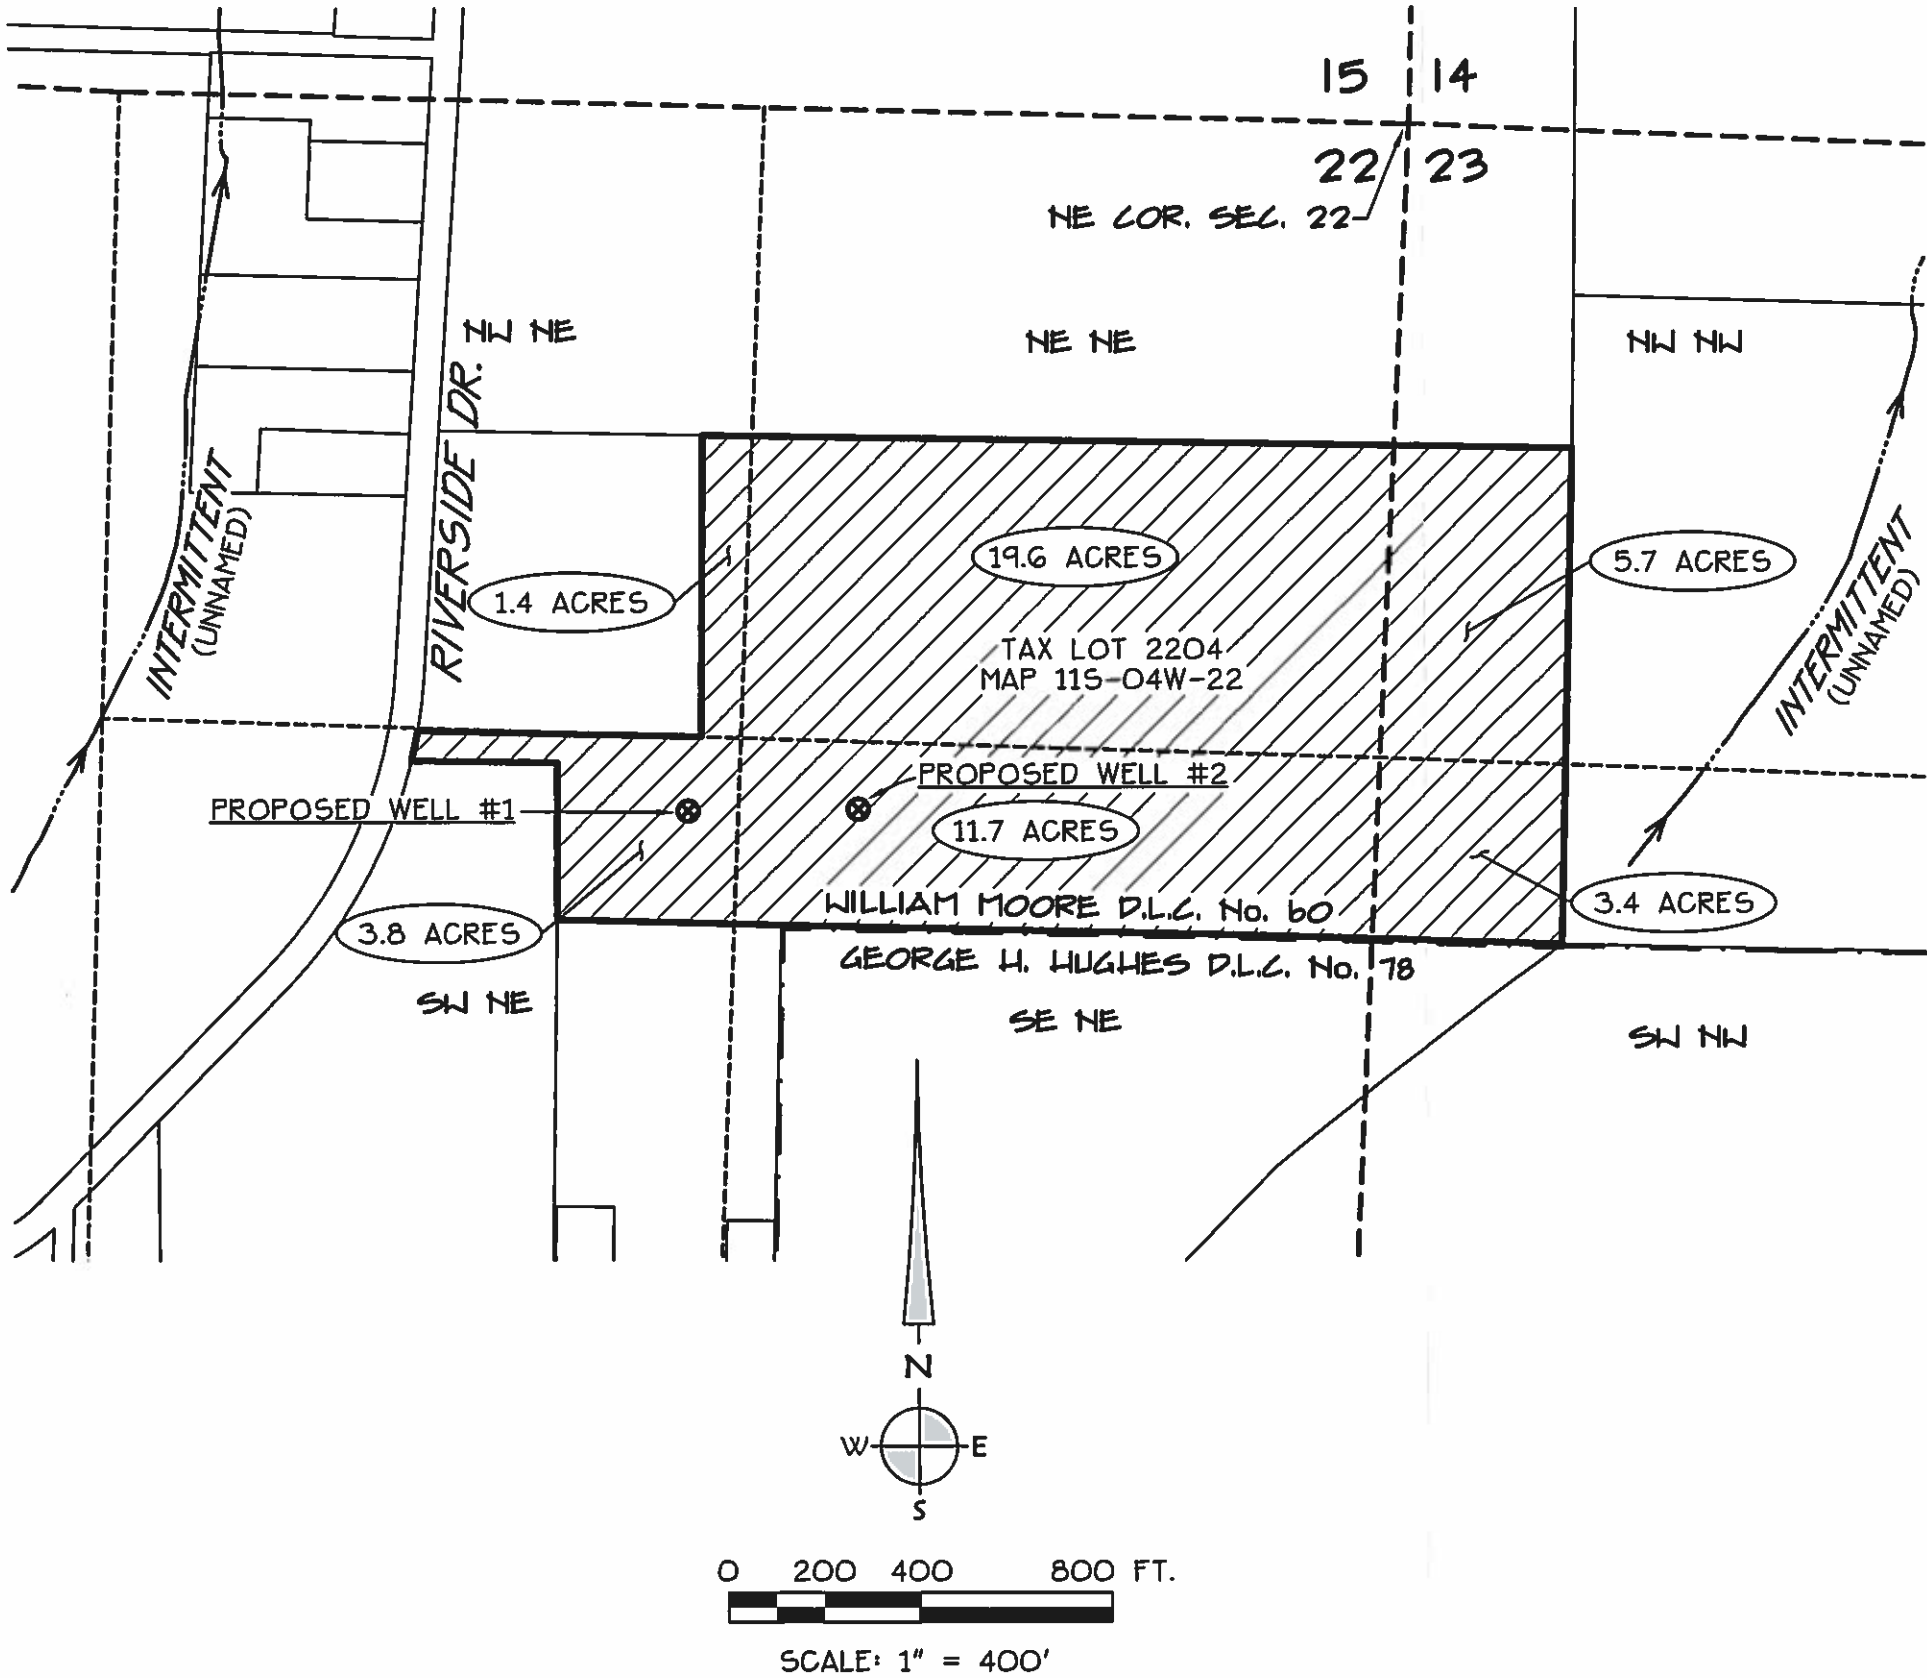 15 14
22 23
NE COR. SEC. 22
NW NE
NE NE
NW NW
RIVERSIDE DR.
INTERMITTENT
(UNNAMED)
19.6 ACRES
5.7 ACRES
1.4 ACRES
INTERMITTENT
(UNNAMED)
TAX LOT 2204
MAP 11S-04W-22
PROPOSED WELL #2
PROPOSED WELL #1
11.7 ACRES
WILLIAM MOORE D.L.C. No. 60
3.4 ACRES
3.8 ACRES
GEORGE H. HUGHES D.L.C. No. 78
SW NE
SE NE
SW NW
N
W E
S
0 200 400 800 FT.
SCALE: 1" = 400'